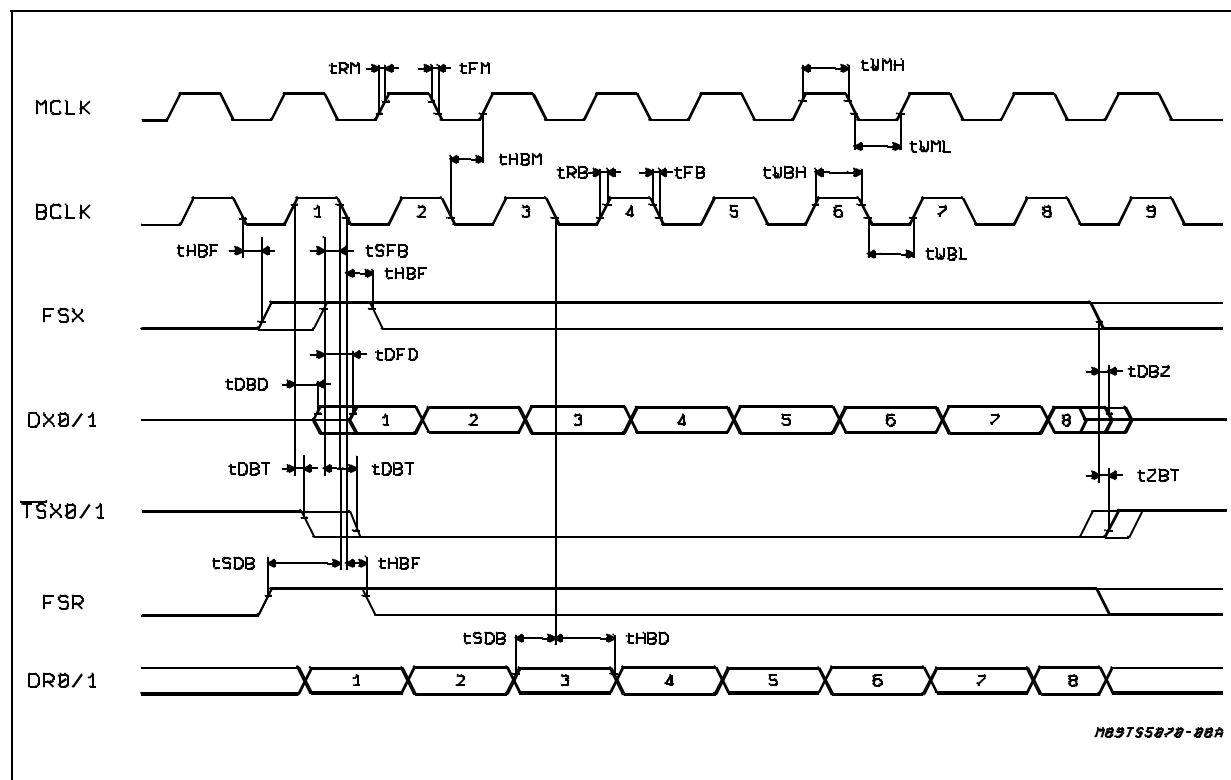 tRM tFM tWMH
MCLK
tWML
tHBM
tRB tFB tWBH
BCLK 1 2 3 4 5 6 7 8 9
tHBF tSFB tWBL
tHBF
FSX
tDFD
tDBD tDBZ
DX0/1 1 2 3 4 5 6 7 8
tDBT tDBT tZBT
TSX0/1
tSDB tHBF
FSR
tSDB tHBD
DR0/1 1 2 3 4 5 6 7 8
M89TS5070-08A